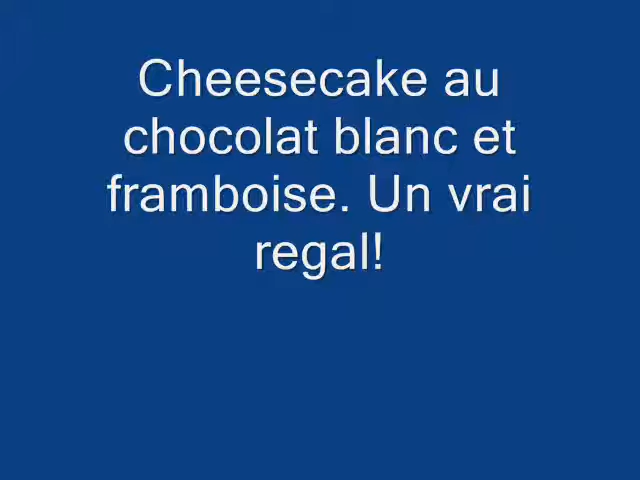 Cheesecake au
chocolat blanc et
framboise. Un vrai
regal!